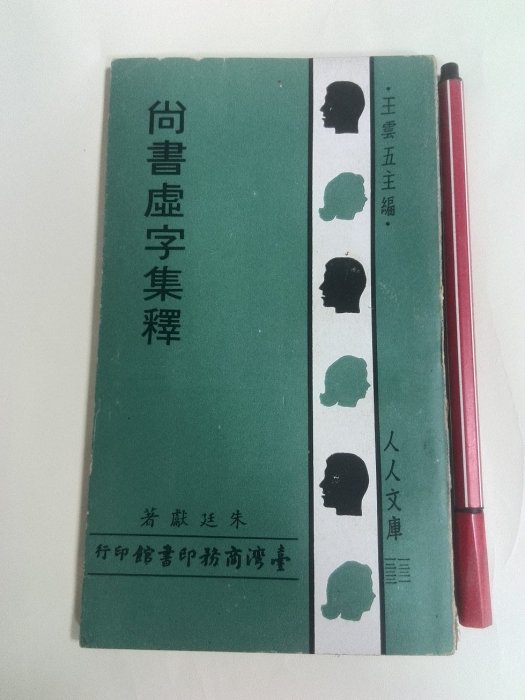 尚書虛字集釋
朱廷獻著
臺灣商務印書館印行
·王雲五主編·
人人文庫